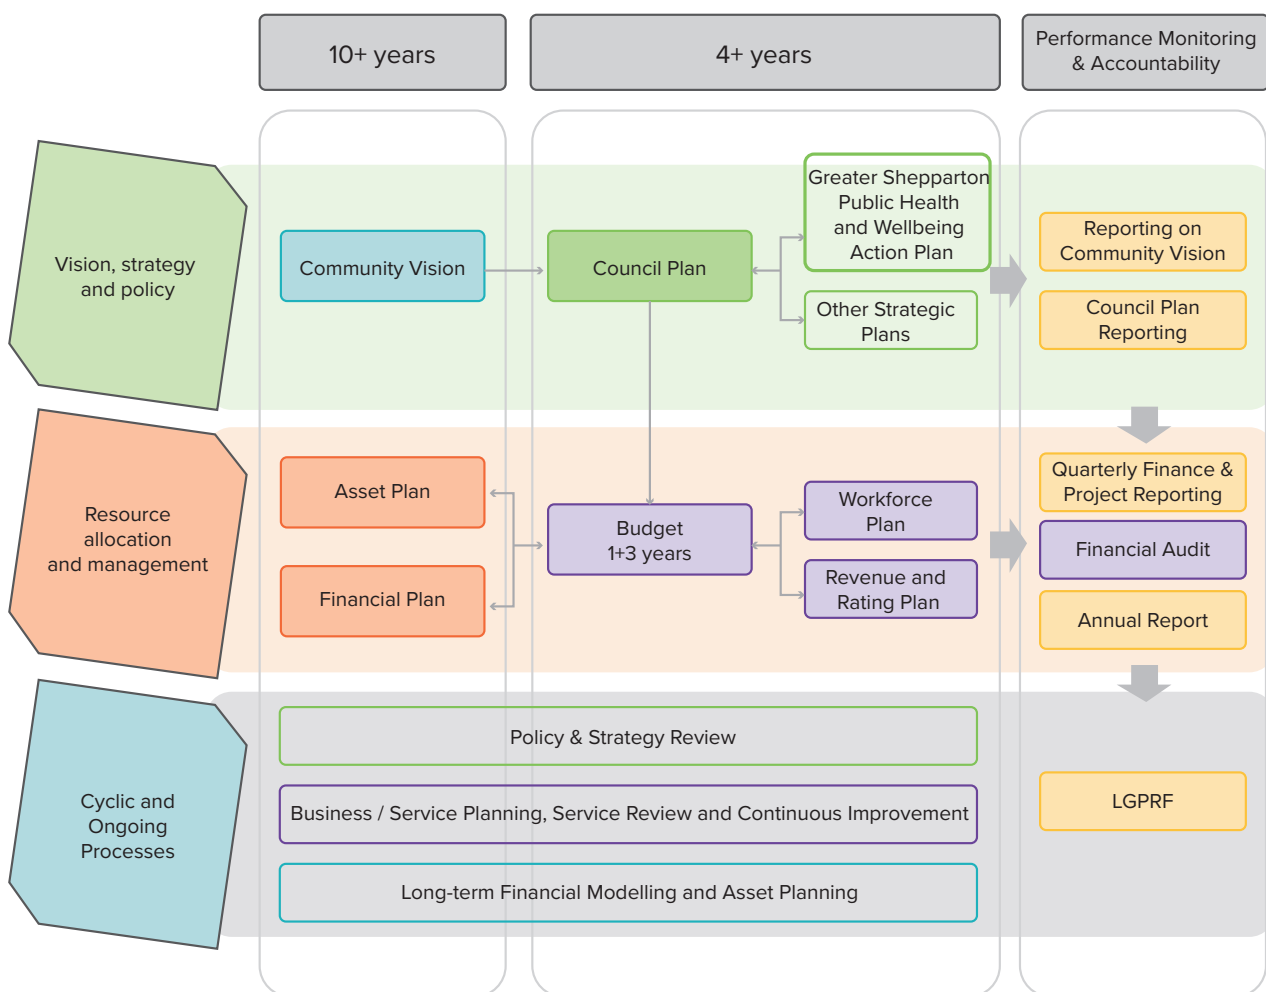 10+ years
4+ years
Performance Monitoring
& Accountability
Vision, strategy
and policy
Community Vision
Council Plan
Greater Shepparton
Public Health
and Wellbeing
Action Plan
Other Strategic
Plans
Reporting on
Community Vision
Council Plan
Reporting
Resource
allocation
and management
Asset Plan
Financial Plan
Budget
1+3 years
Workforce
Plan
Revenue and
Rating Plan
Quarterly Finance &
Project Reporting
Financial Audit
Annual Report
Cyclic and
Ongoing
Processes
Policy & Strategy Review
Business / Service Planning, Service Review and Continuous Improvement
Long-term Financial Modelling and Asset Planning
LGPRF